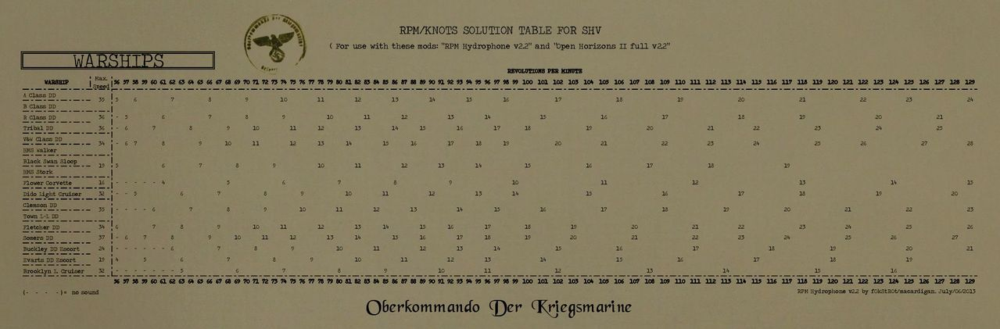 RPM/KNOTS SOLUTION TABLE FOR SHV
( For use with these mods: "RPM Hydrophone v2.2" and "Open Horizons II full v2.2"
WARSHIPS
REVOLUTIONS PER MINUTE
WARSHIP Max. Speed 56 57 58 59 60 61 62 63 64 65 66 67 68 69 70 71 72 73 74 75 76 77 78 79 80 81 82 83 84 85 86 87 88 89 90 91 92 93 94 95 96 97 98 99 100 101 102 103 104 105 106 107 108 109 110 111 112 113 114 115 116 117 118 119 120 121 122 123 124 125 126 127 128 129
A Class DD
35 5 6 7 8 9 10 11 12 13 14 15 16 17 18 19 20 21 22 23 24
B Class DD
R Class DD 36 - 5 6 7 8 9 10 11 12 13 14 15 16 17 18 19 20 21
Tribal DD 36 - 6 7 8 9 10 11 12 13 14 15 16 17 18 19 20 21 22 23 24 25
V&W Class DD
34 - 6 7 8 9 10 11 12 13 14 15 16 17 18 19 20 21 22 23 24 25 26 27 28
HMS Walker
Black Swan Sloop
19 5 6 7 8 9 10 11 12 13 14 15 16 17 18 19
HMS Stork
Flower Corvette 16 - - - - - 4 5 6 7 8 9 10 11 12 13 14 15
Dido Light Cruiser 32 - - 5 6 7 8 9 10 11 12 13 14 15 16 17 18 19 20
Clemson DD
35 - - - - 6 7 8 9 10 11 12 13 14 15 16 17 18 19 20 21 22 23
Town L-L DD
Fletcher DD 34 6 7 8 9 10 11 12 13 14 15 16 17 18 19 20 21 22 23 24 25 26
Somers DD 37 - 6 7 8 9 10 11 12 13 14 15 16 17 18 19 20 21 22 23 24 25 26 27
Buckley DD Escort 24 - - - - - - 6 7 8 9 10 11 12 13 14 15 16 17 18 19 20 21
Evarts DD Escort 19 4 5 6 7 8 9 10 11 12 13 14 15 16 17 18 19
Brooklyn L Cruiser 32 - - - - - - - 5 6 7 8 9 10 11 12 13 14 15 16
56 57 58 59 60 61 62 63 64 65 66 67 68 69 70 71 72 73 74 75 76 77 78 79 80 81 82 83 84 85 86 87 88 89 90 91 92 93 94 95 96 97 98 99 100 101 102 103 104 105 106 107 108 109 110 111 112 113 114 115 116 117 118 119 120 121 122 123 124 125 126 127 128 129
(- - - -)= no sound
RPM Hydrophone v2.2 by f0kStR0t/macardigan. July/06/2013
Oberkommando Der Kriegsmarine